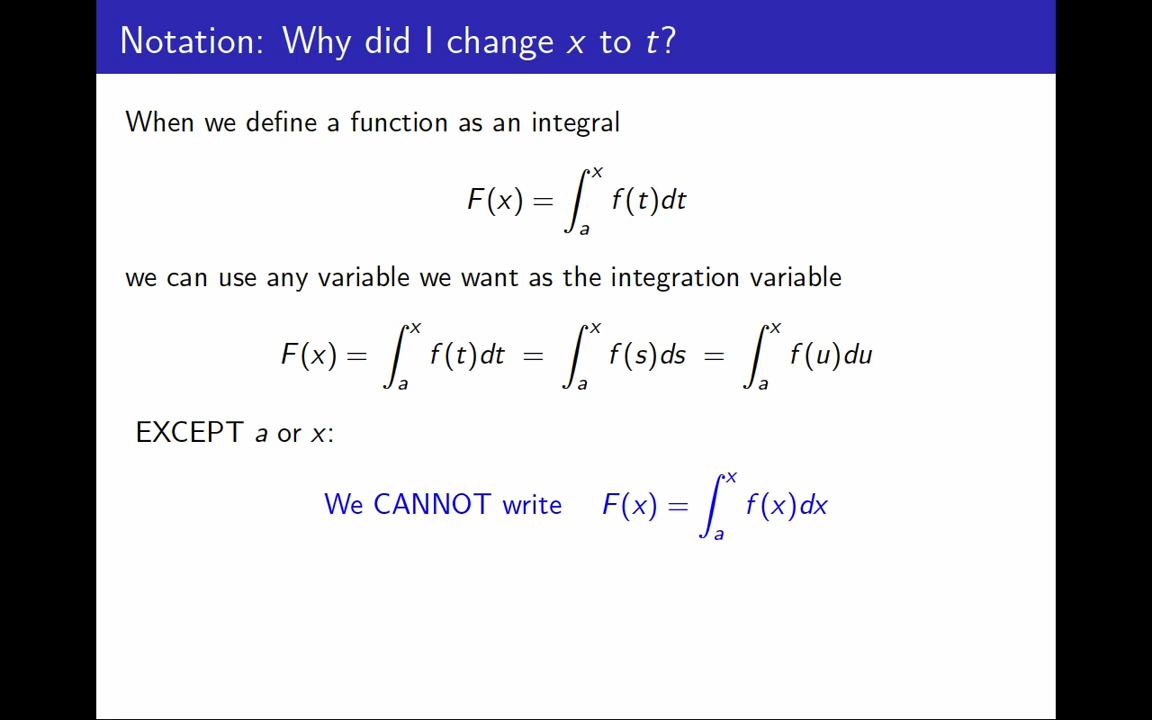 Notation: Why did I change x to t?
When we define a function as an integral
F(x) = ∫_a^x f(t)dt
we can use any variable we want as the integration variable
F(x) = ∫_a^x f(t)dt = ∫_a^x f(s)ds = ∫_a^x f(u)du
EXCEPT a or x:
We CANNOT write F(x) = ∫_a^x f(x)dx